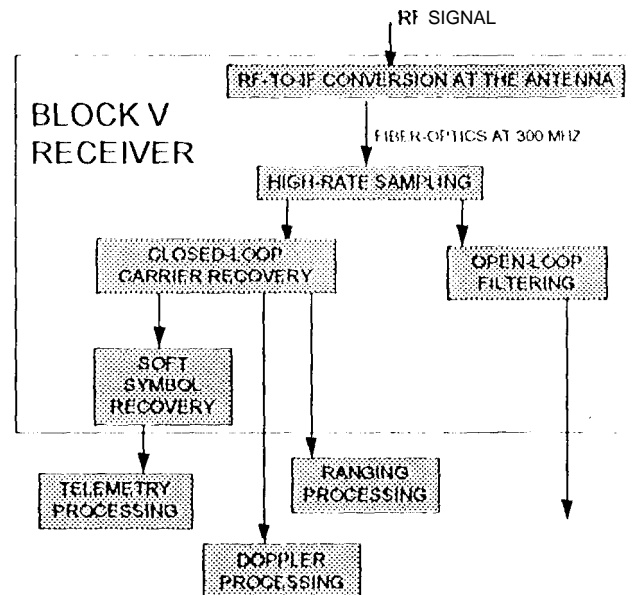 RF SIGNAL
RF-TO-IF CONVERSION AT THE ANTENNA
BLOCK V
RECEIVER
FIBER-OPTICS AT 300 MHZ
HIGH-RATE SAMPLING
CLOSED-LOOP
CARRIER RECOVERY
OPEN-LOOP
FILTERING
SOFT
SYMBOL
RECOVERY
RANGING
PROCESSING
TELEMETRY
PROCESSING
DOPPLER
PROCESSING